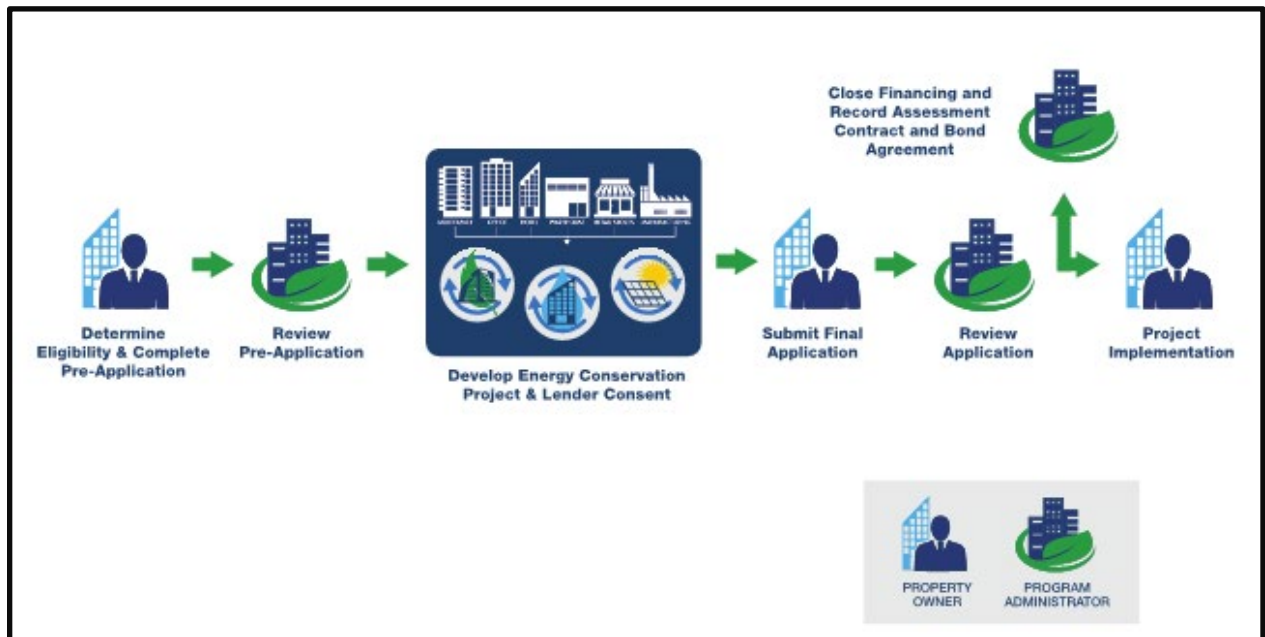 Determine
Eligibility & Complete
Pre-Application
Review
Pre-Application
Develop Energy Conservation
Project & Lender Consent
Submit Final
Application
Review
Application
Close Financing and
Record Assessment
Contract and Bond
Agreement
Project
Implementation
PROPERTY
OWNER
PROGRAM
ADMINISTRATOR